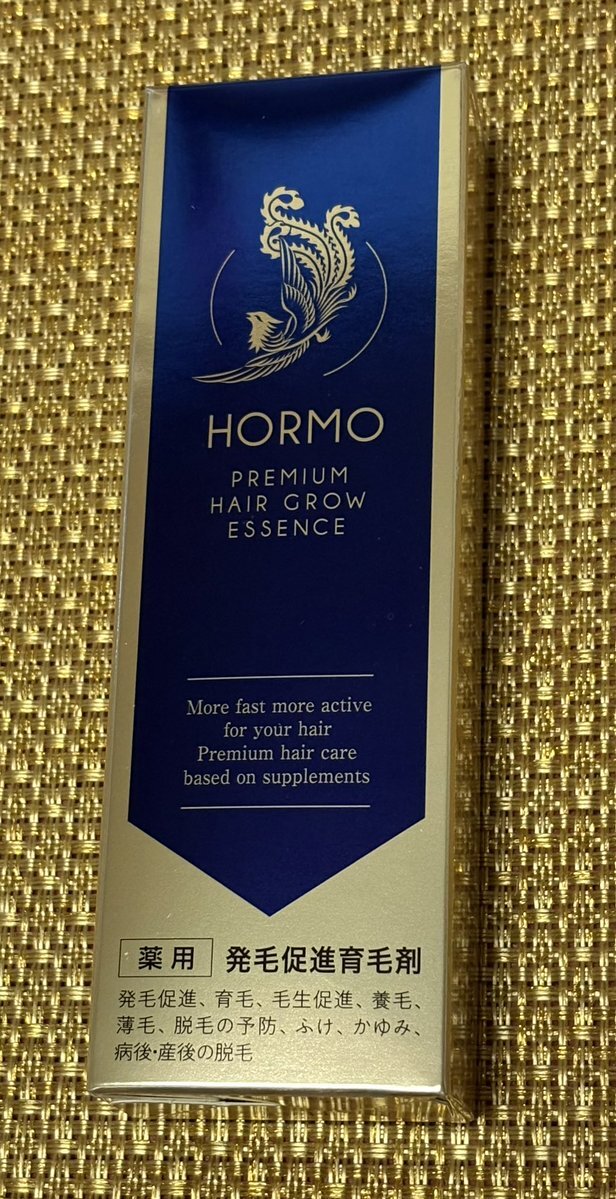 HORMO
PREMIUM
HAIR GROW
ESSENCE
More fast more active
for your hair
Premium hair care
based on supplements
薬用 発毛促進育毛剤
発毛促進、育毛、毛生促進、養毛、
薄毛、脱毛の予防、ふけ、かゆみ、
病後・産後の脱毛